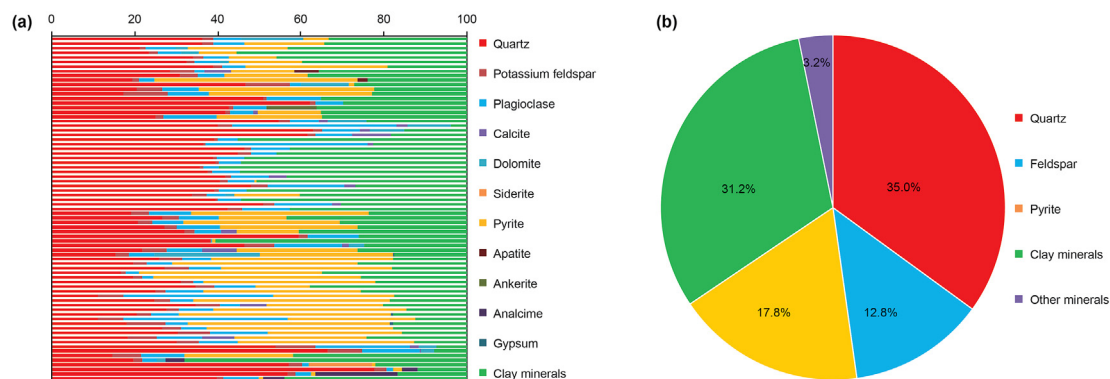 (a)
0 20 40 60 80 100
Quartz
Potassium feldspar
Plagioclase
Calcite
Dolomite
Siderite
Pyrite
Apatite
Ankerite
Analcime
Gypsum
Clay minerals
(b)
3.2%
35.0%
31.2%
17.8%
12.8%
Quartz
Feldspar
Pyrite
Clay minerals
Other minerals